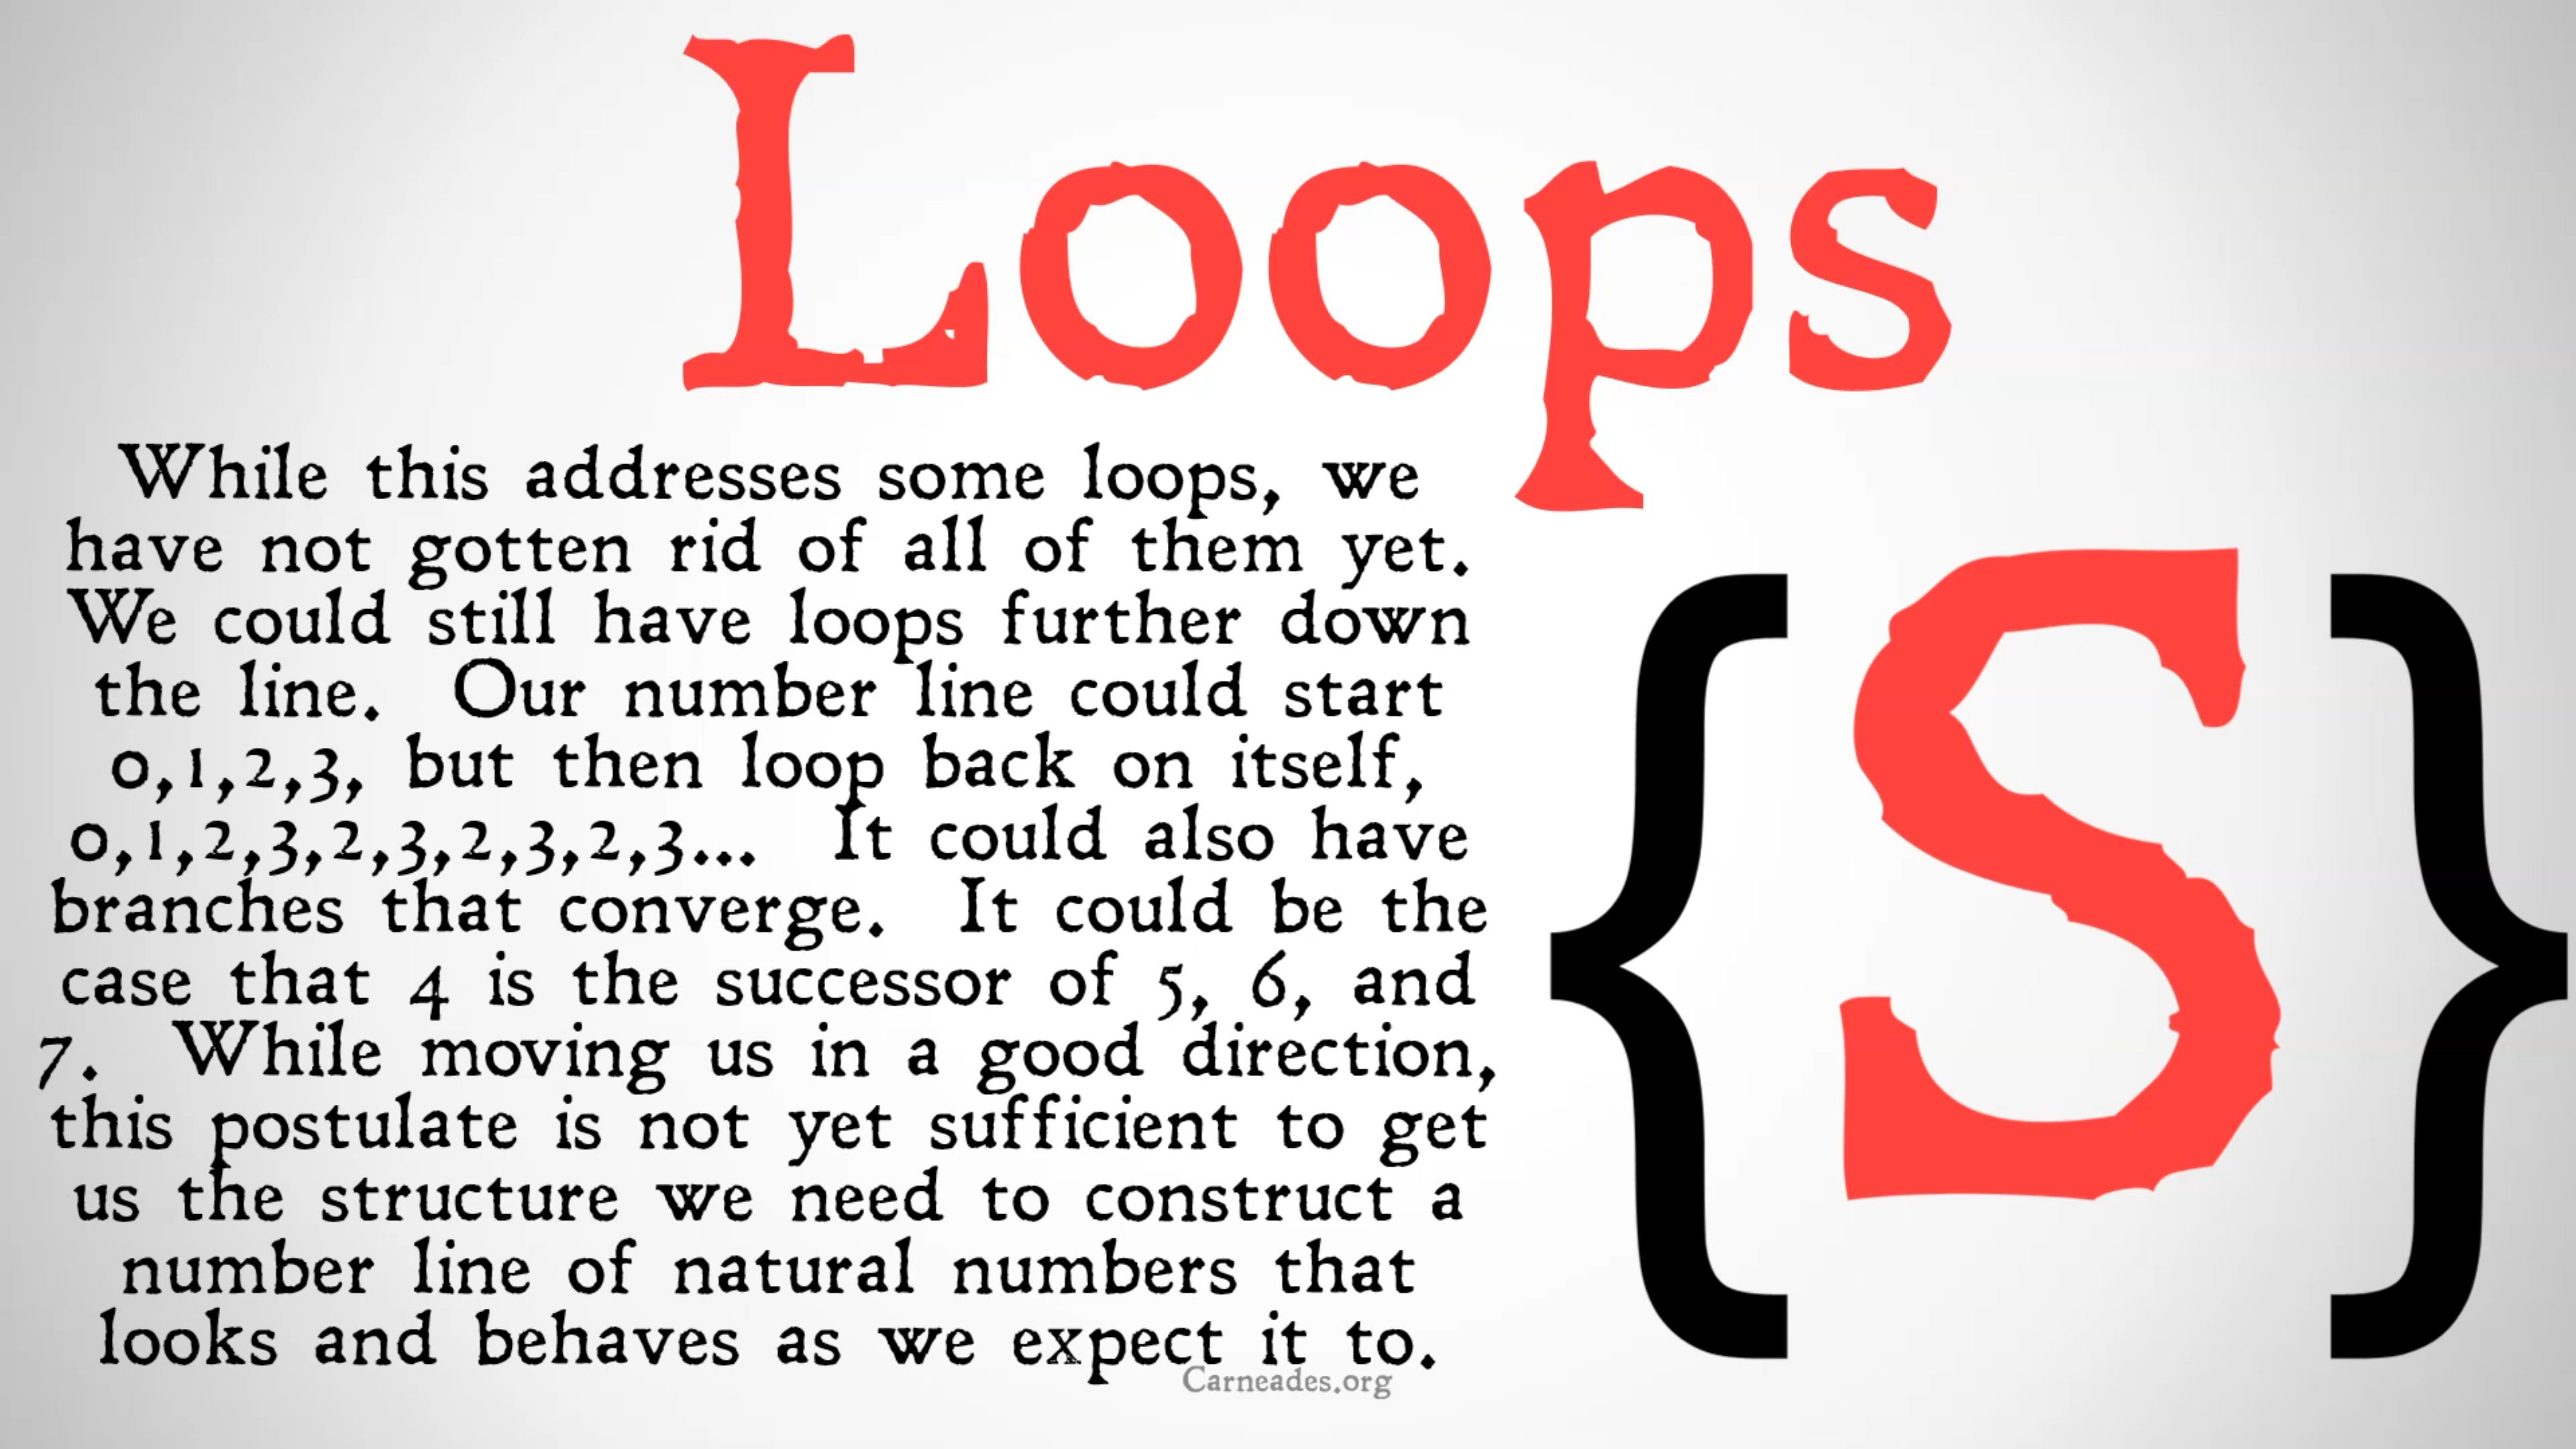 Loops
While this addresses some loops, we
have not gotten rid of all of them yet.
We could still have loops further down
the line. Our number line could start
0,1,2,3, but then loop back on itself,
0,1,2,3,2,3,2,3,2,3... It could also have
branches that converge. It could be the
case that 4 is the successor of 5, 6, and
7. While moving us in a good direction,
this postulate is not yet sufficient to get
us the structure we need to construct a
number line of natural numbers that
looks and behaves as we expect it to.
{S}
Carneades.org